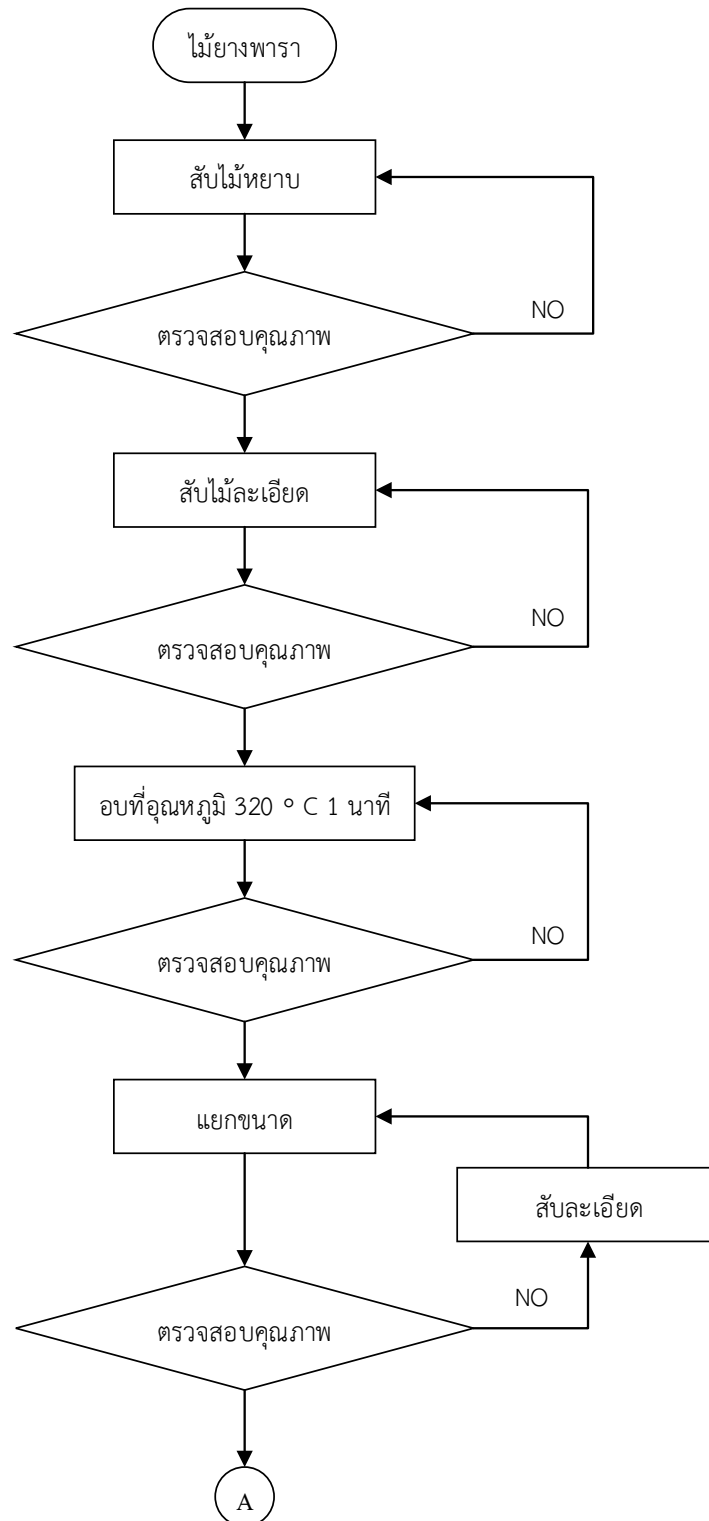 ไม้ยางพารา
สับไม้หยาบ
NO
ตรวจสอบคุณภาพ
สับไม้ละเอียด
NO
ตรวจสอบคุณภาพ
อบที่อุณหภูมิ 320 ° C 1 นาที
NO
ตรวจสอบคุณภาพ
แยกขนาด
สับละเอียด
NO
ตรวจสอบคุณภาพ
A